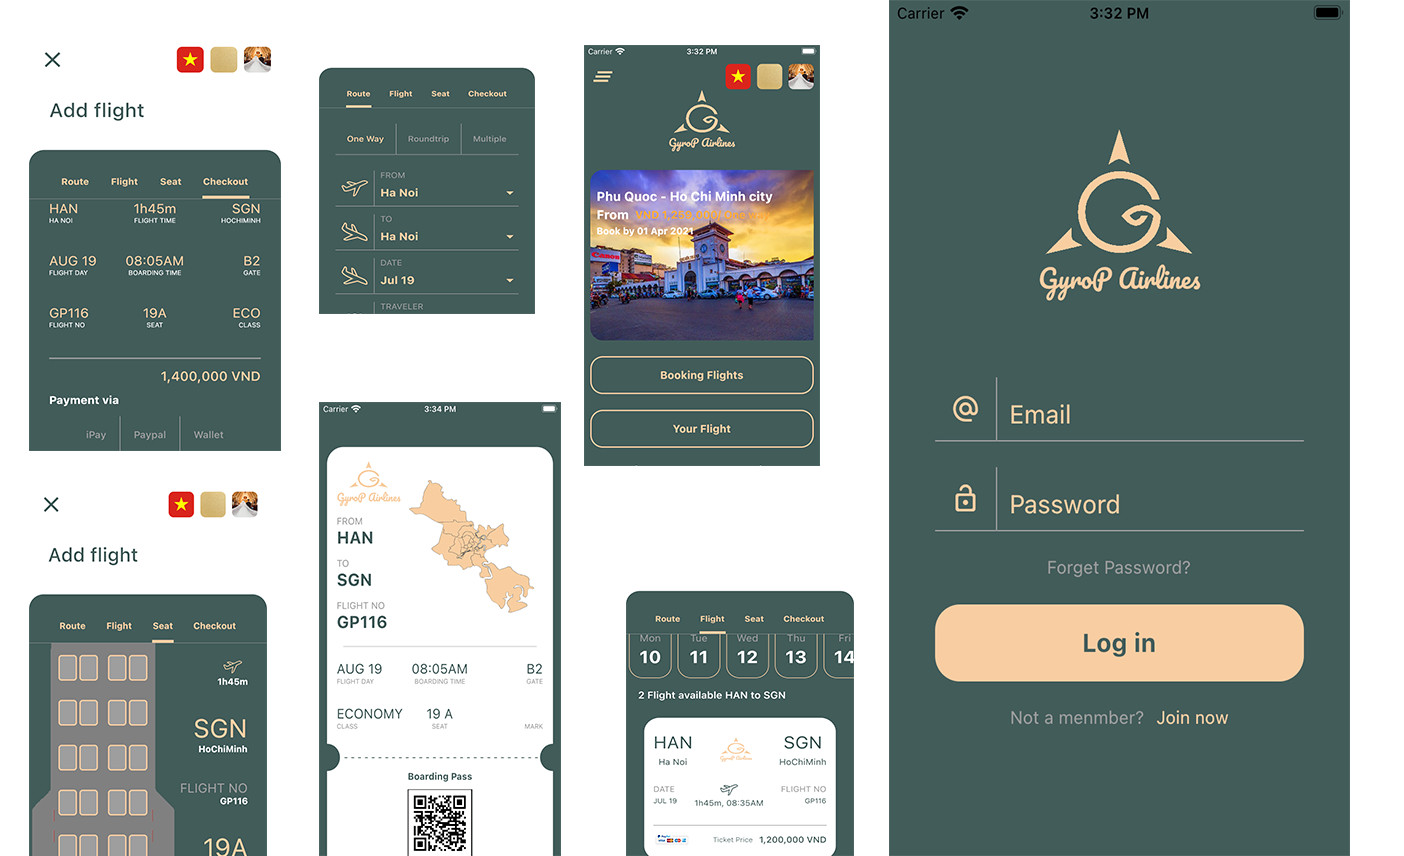 Add flight
Route Flight Seat Checkout
HAN 1h45m SGN
HA NOI FLIGHT TIME HOCHIMINH
AUG 19 08:05AM B2
FLIGHT DAY BOARDING TIME GATE
GP116 19A ECO
FLIGHT NO SEAT CLASS
1,400,000 VND
Payment via
iPay Paypal Wallet
Add flight
Route Flight Seat Checkout
1h45m
SGN
HoChiMinh
FLIGHT NO
GP116
19A
Route Flight Seat Checkout
One Way Roundtrip Multiple
FROM
Ha Noi
TO
Ha Noi
DATE
Jul 19
TRAVELER
Carrier 3:34 PM
GyroP Airlines
FROM
HAN
TO
SGN
FLIGHT NO
GP116
AUG 19 08:05AM B2
FLIGHT DAY BOARDING TIME GATE
ECONOMY 19 A
CLASS SEAT MARK
Boarding Pass
Carrier 3:32 PM
GyroP Airlines
Phu Quoc - Ho Chi Minh city
From VND 1,299,000/one way
Book by 01 Apr 2021
Canon
Booking Flights
Your Flight
Route Flight Seat Checkout
Mon Tue Wed Thu Fri
10 11 12 13 14
2 Flight available HAN to SGN
HAN SGN
GyroP Airlines
Ha Noi HoChiMinh
DATE FLIGHT NO
JUL 19 1h45m, 08:35AM GP116
Ticket Price 1,200,000 VND
Carrier 3:32 PM
GyroP Airlines
Email
Password
Forget Password?
Log in
Not a menmber? Join now